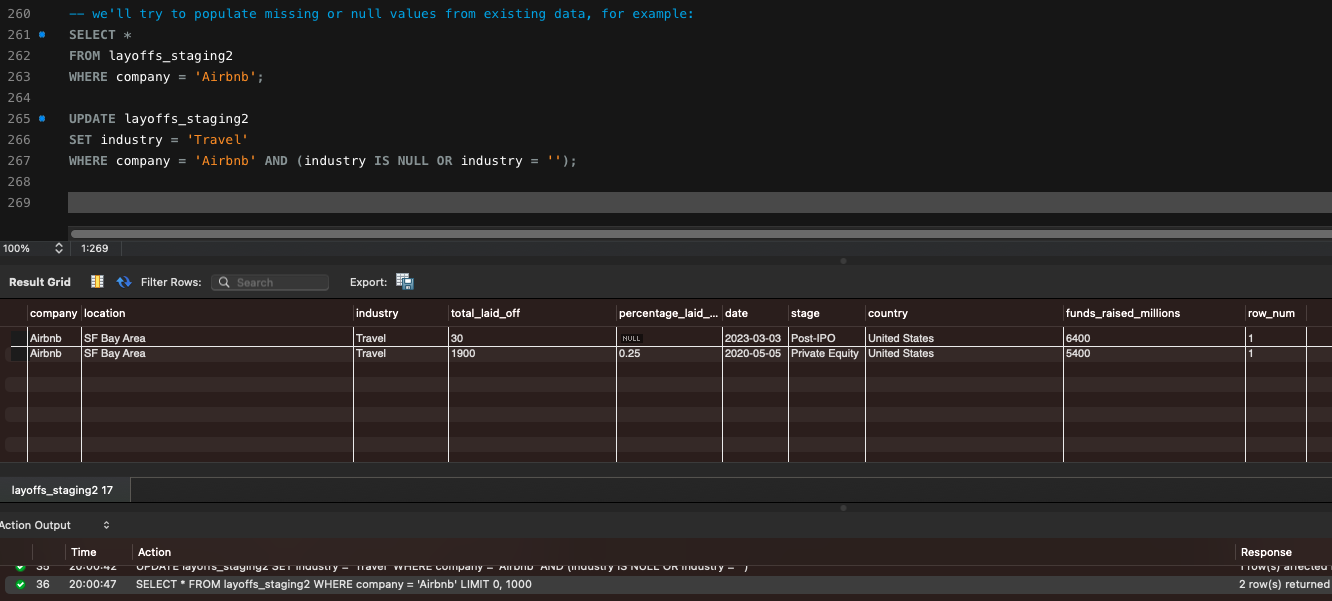 260 -- we'll try to populate missing or null values from existing data, for example:
261 SELECT *
262 FROM layoffs_staging2
263 WHERE company = 'Airbnb';
264
265 UPDATE layoffs_staging2
266 SET industry = 'Travel'
267 WHERE company = 'Airbnb' AND (industry IS NULL OR industry = '');
268
269
100% 1:269
Result Grid Filter Rows: Search Export:
company location industry total_laid_off percentage_laid_... date stage country funds_raised_millions row_num
Airbnb SF Bay Area Travel 30 NULL 2023-03-03 Post-IPO United States 6400 1
Airbnb SF Bay Area Travel 1900 0.25 2020-05-05 Private Equity United States 5400 1
layoffs_staging2 17
Action Output
Time Action Response
35 20:00:42 UPDATE layoffs_staging2 SET industry = 'Travel' WHERE company = 'Airbnb' AND (industry IS NULL OR industry = '') 1 row(s) affected
36 20:00:47 SELECT * FROM layoffs_staging2 WHERE company = 'Airbnb' LIMIT 0, 1000 2 row(s) returned